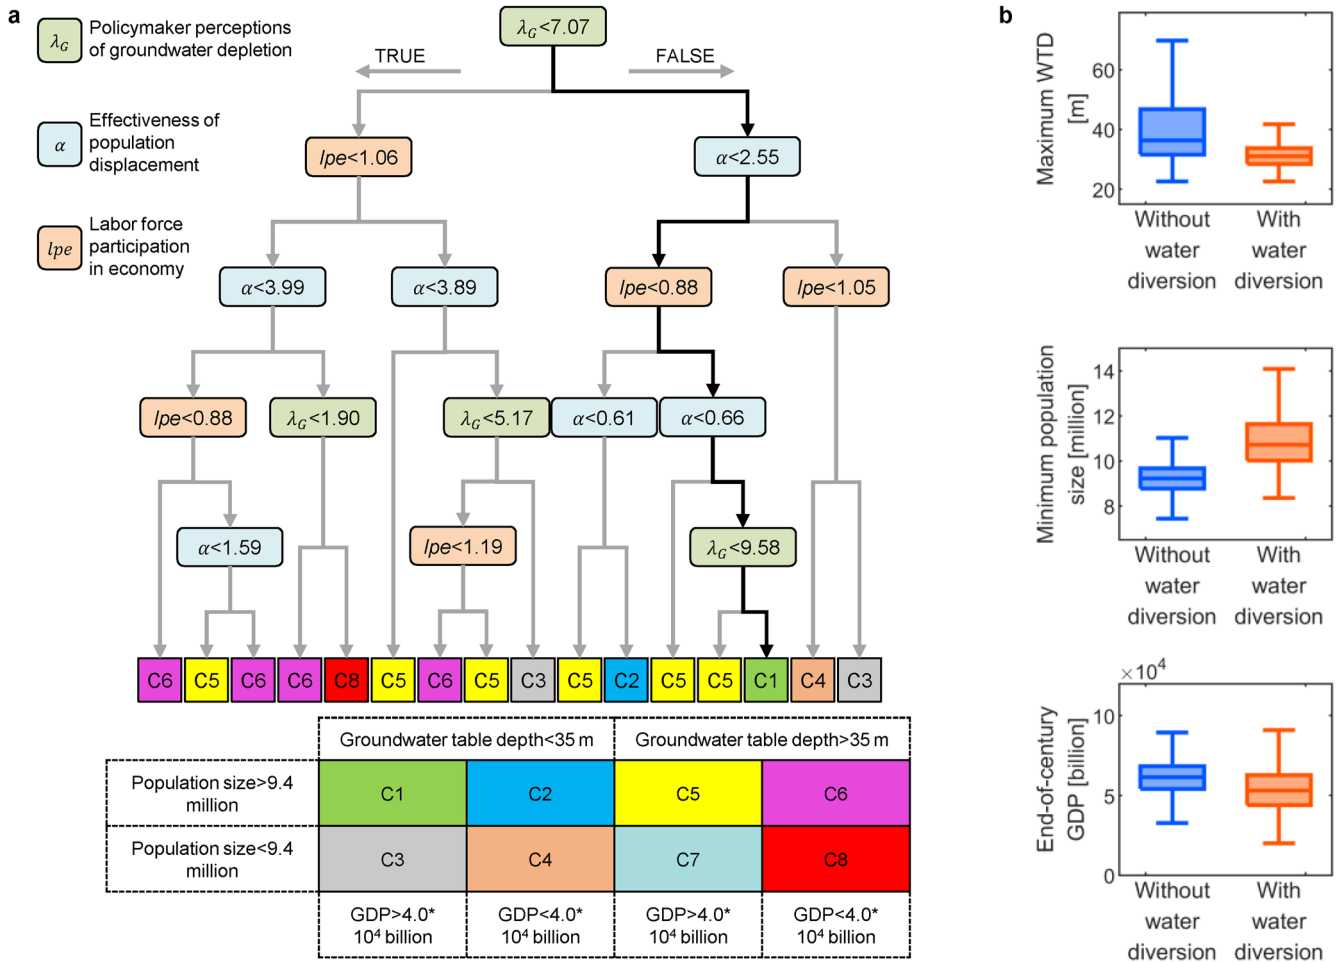 a
λG
Policymaker perceptions
of groundwater depletion
α
Effectiveness of
population
displacement
lpe
Labor force
participation
in economy
λG<7.07
TRUE
FALSE
lpe<1.06
α<2.55
α<3.99
α<3.89
lpe<0.88
lpe<1.05
lpe<0.88
λG<1.90
λG<5.17
α<0.61
α<0.66
α<1.59
lpe<1.19
λG<9.58
C6 C5 C6 C6 C8 C5 C6 C5 C3 C5 C2 C5 C5 C1 C4 C3
Groundwater table depth<35 m
Groundwater table depth>35 m
Population size>9.4
million
C1 C2 C5 C6
Population size<9.4
million
C3 C4 C7 C8
GDP>4.0*
10⁴ billion
GDP<4.0*
10⁴ billion
GDP>4.0*
10⁴ billion
GDP<4.0*
10⁴ billion
b
Maximum WTD
[m]
60
40
20
Without
water
diversion
With
water
diversion
Minimum population
size [million]
14
12
10
8
Without
water
diversion
With
water
diversion
×10⁴
End-of-century
GDP [billion]
10
5
0
Without
water
diversion
With
water
diversion